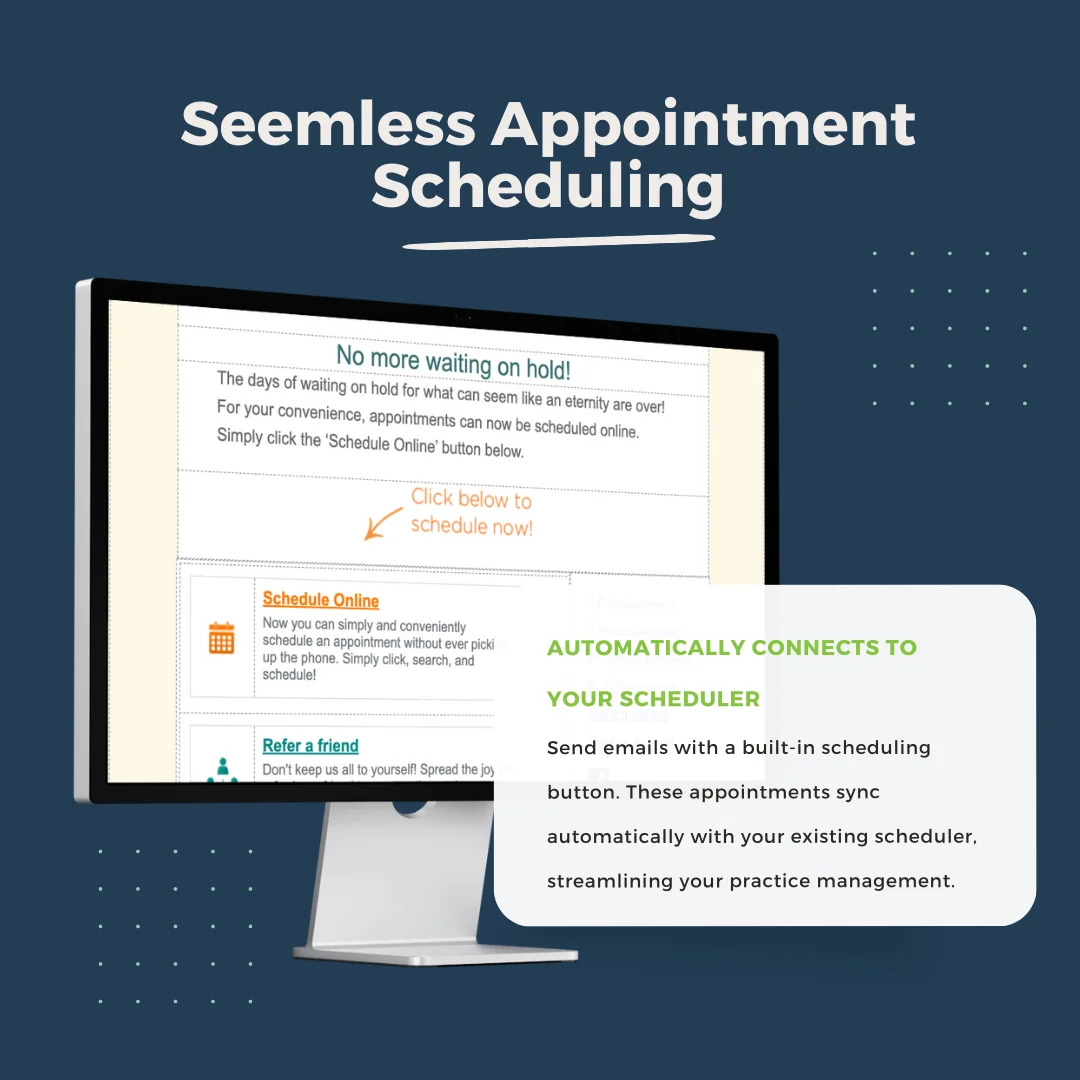 Seemless Appointment
Scheduling
No more waiting on hold!
The days of waiting on hold for what can seem like an eternity are over!
For your convenience, appointments can now be scheduled online.
Simply click the ‘Schedule Online’ button below.
Click below to
schedule now!
Schedule Online
Now you can simply and conveniently
schedule an appointment without ever picki
up the phone. Simply click, search, and
schedule!
Refer a friend
Don't keep us all to yourself! Spread the joy
AUTOMATICALLY CONNECTS TO
YOUR SCHEDULER
Send emails with a built-in scheduling
button. These appointments sync
automatically with your existing scheduler,
streamlining your practice management.